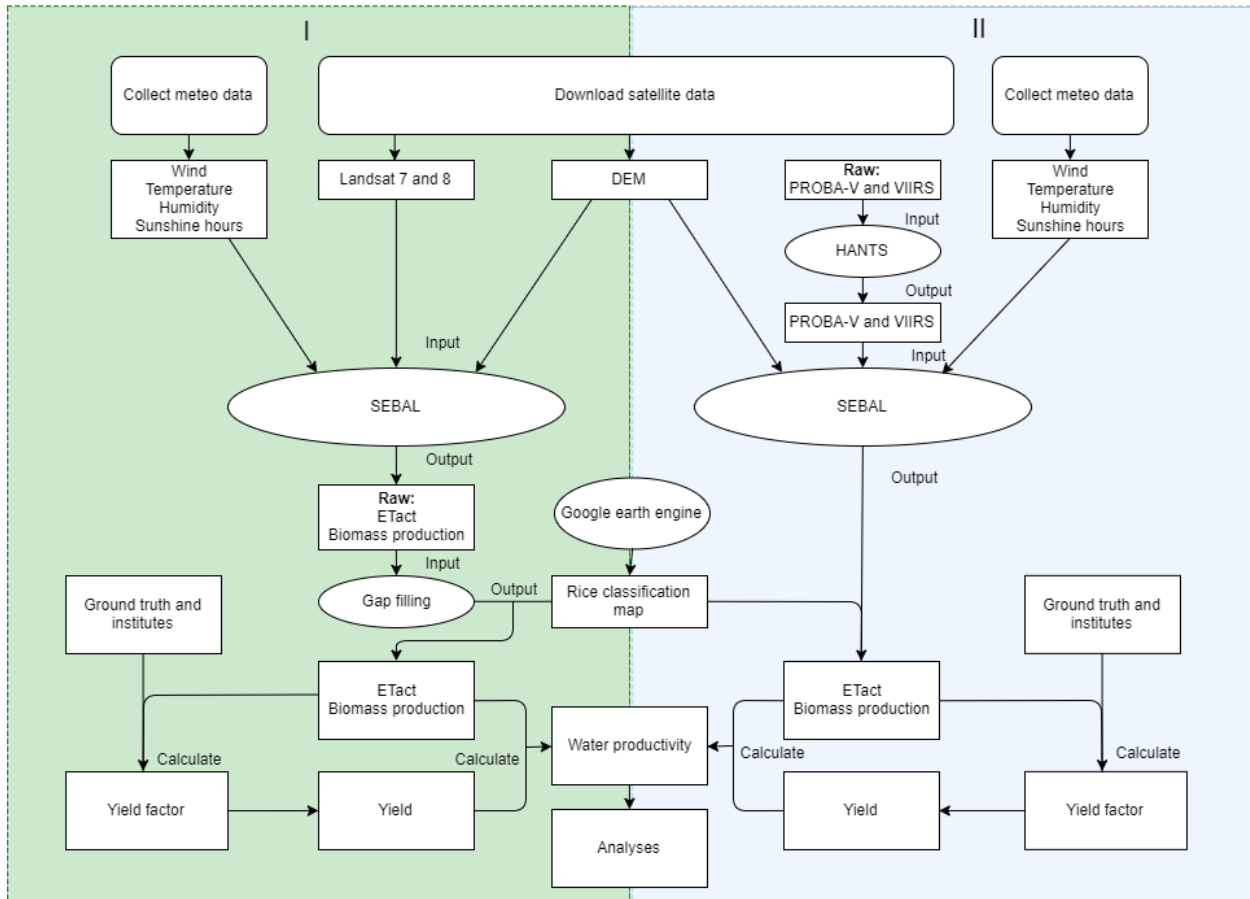 I
II
Collect meteo data
Download satellite data
Collect meteo data
Wind
Temperature
Humidity
Sunshine hours
Landsat 7 and 8
DEM
Raw:
PROBA-V and VIIRS
Wind
Temperature
Humidity
Sunshine hours
Input
HANTS
Output
PROBA-V and VIIRS
Input
Input
SEBAL
SEBAL
Output
Output
Raw:
ETact
Biomass production
Google earth engine
Input
Gap filling
Output
Rice classification
map
Ground truth and
institutes
Ground truth and
institutes
ETact
Biomass production
ETact
Biomass production
Water productivity
Calculate
Calculate
Calculate
Calculate
Yield factor
Yield
Yield
Yield factor
Analyses